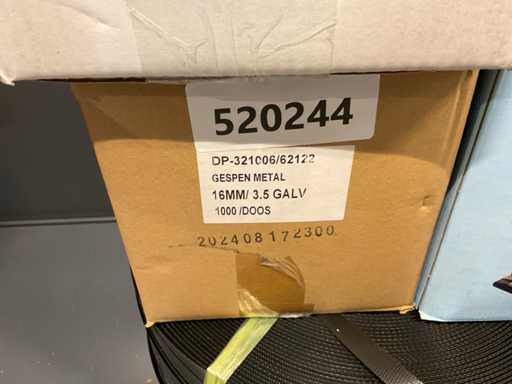 520244
DP-321006/62122
GESPEN METAL
16MM/ 3.5 GALV
1000 /DOOS
202408172300